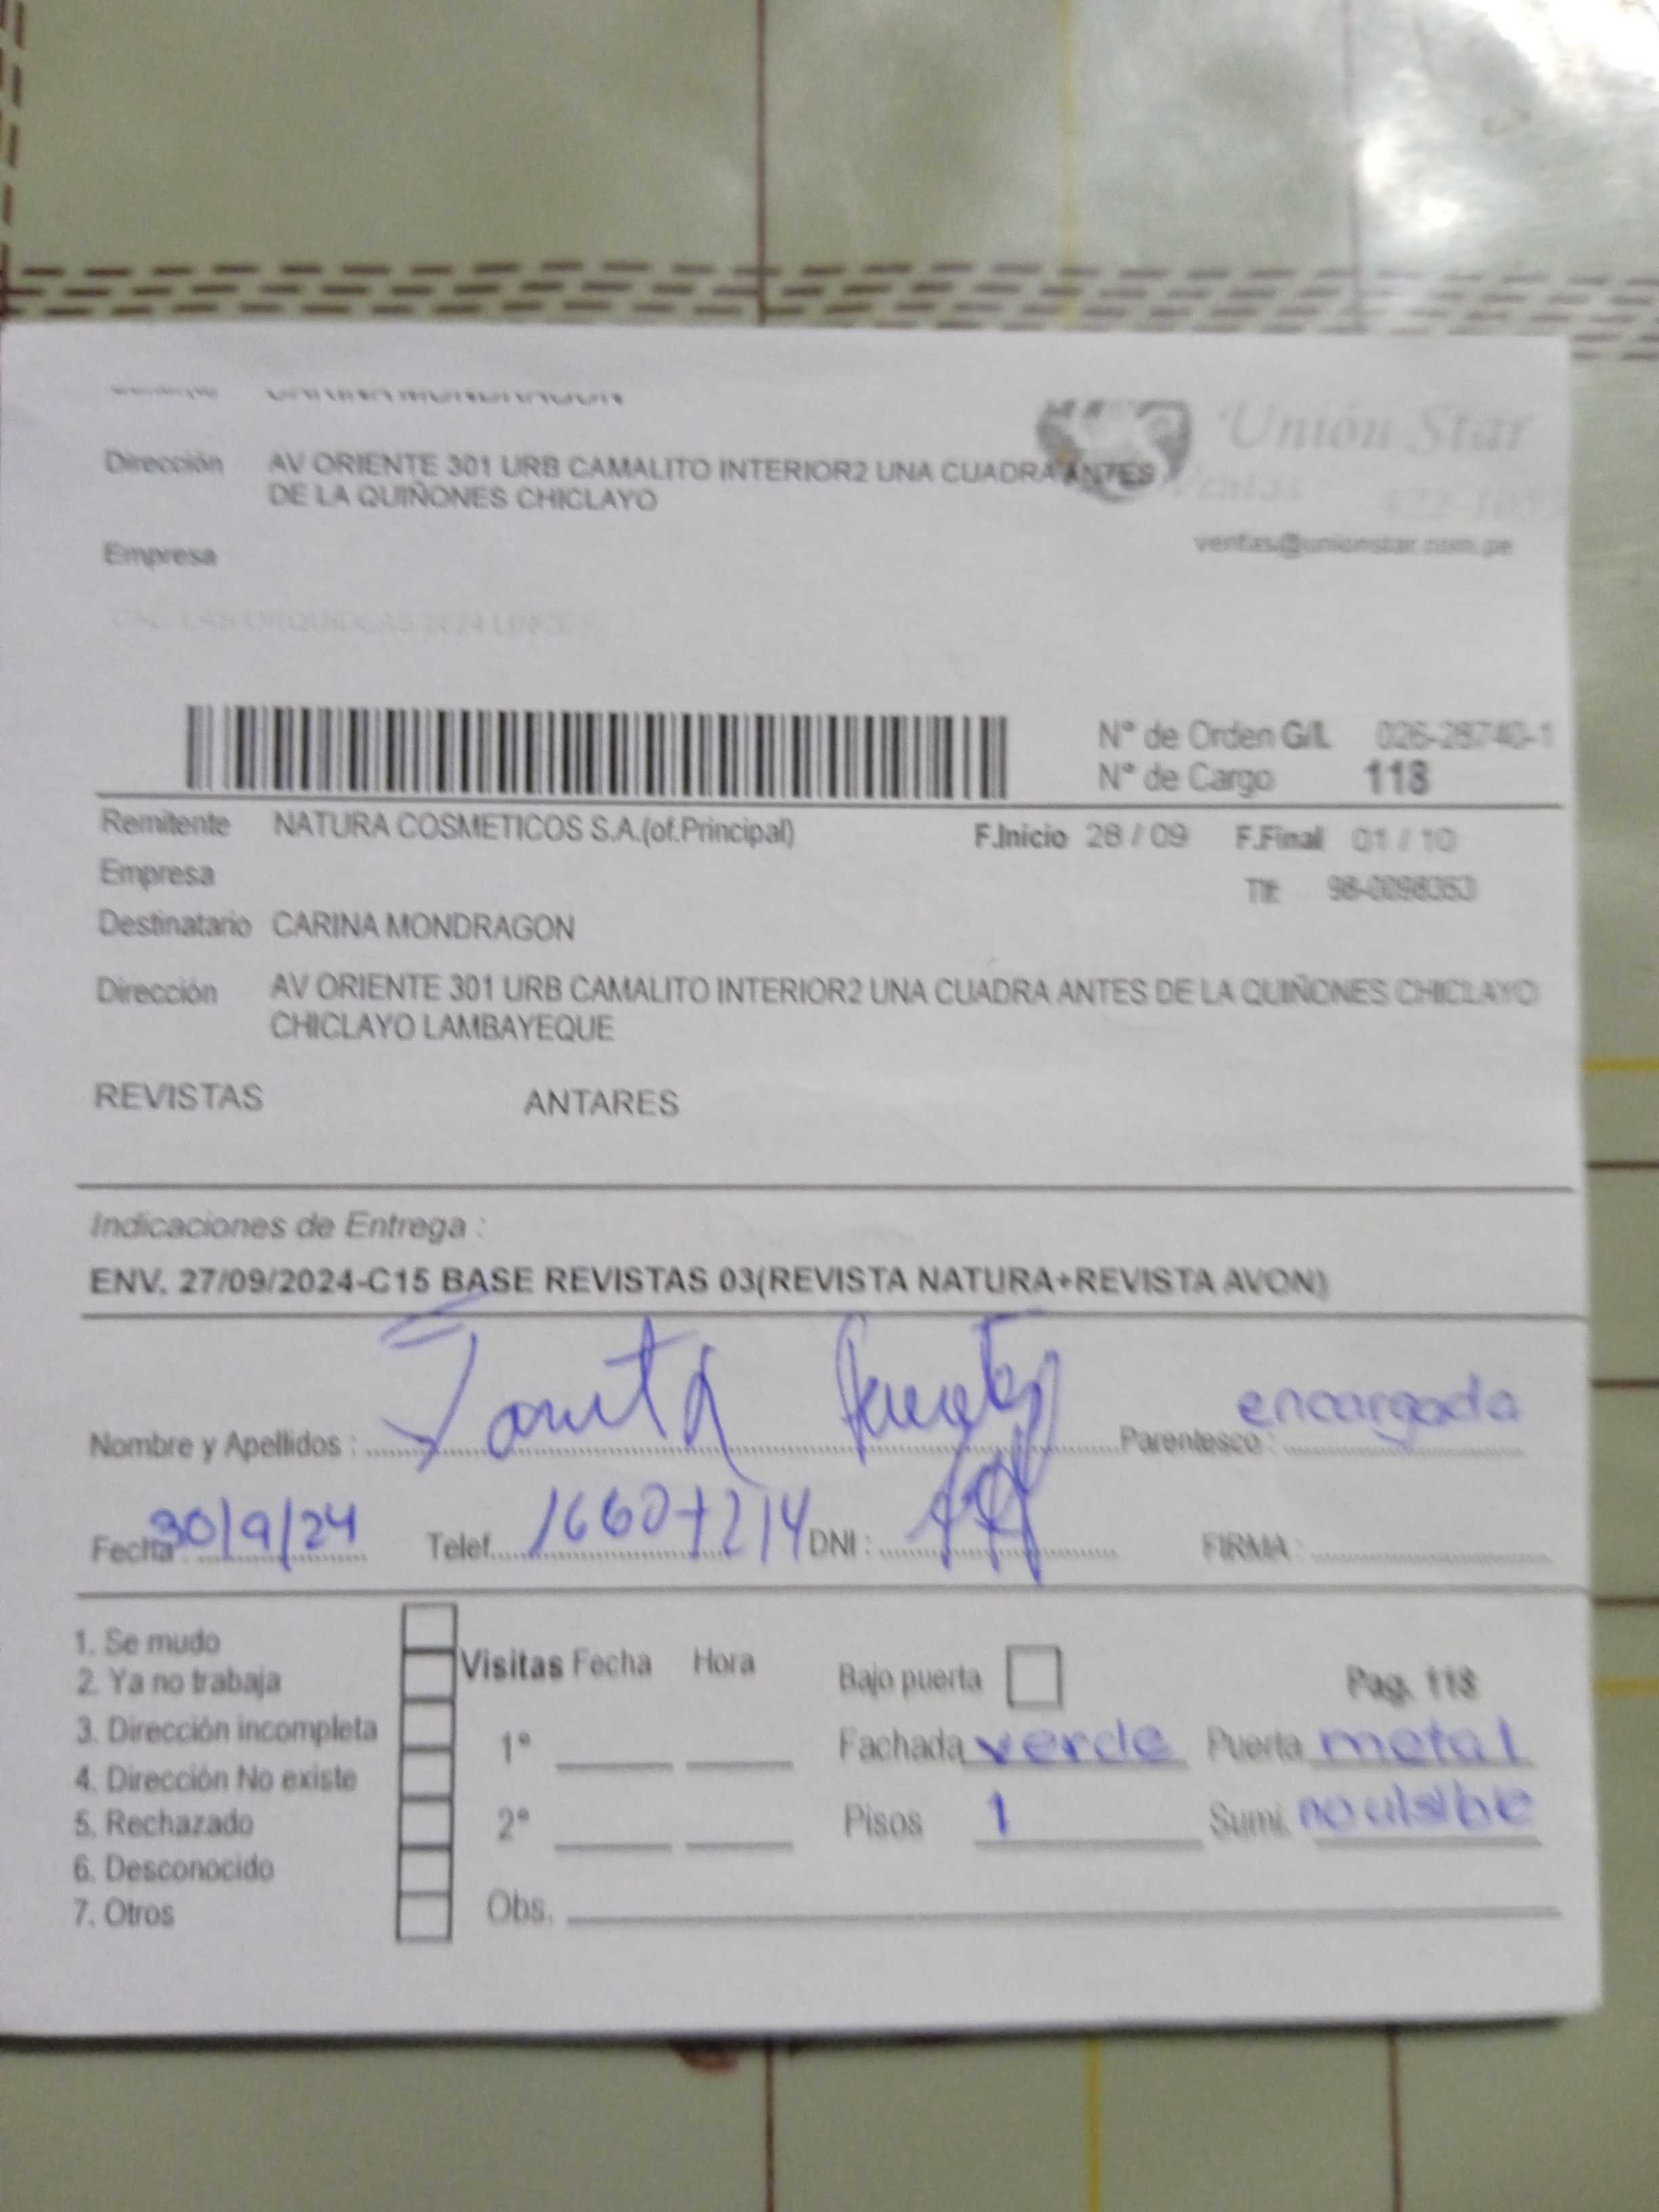 CARINA MONDRAGON
Unión Star
Dirección AV ORIENTE 301 URB CAMALITO INTERIOR2 UNA CUADRA ANTES
DE LA QUIÑONES CHICLAYO
ventas@unionstar.com.pe
Empresa
N° de Orden G/L 026-28740-1
N° de Cargo 118
Remitente NATURA COSMETICOS S.A.(of.Principal) F.Inicio 28 / 09 F.Final 01 / 10
Empresa Tlf: 98-0098353
Destinatario CARINA MONDRAGON
Dirección AV ORIENTE 301 URB CAMALITO INTERIOR2 UNA CUADRA ANTES DE LA QUIÑONES CHICLAYO
CHICLAYO LAMBAYEQUE
REVISTAS ANTARES
Indicaciones de Entrega :
ENV. 27/09/2024-C15 BASE REVISTAS 03(REVISTA NATURA+REVISTA AVON)
Nombre y Apellidos : Parentesco : encargada
Fecha : 30/9/24 Telef. DNI : FIRMA :
1. Se mudo
2. Ya no trabaja
3. Dirección incompleta
4. Dirección No existe
5. Rechazado
6. Desconocido
7. Otros
Visitas Fecha Hora
1°
2°
Obs.
Bajo puerta Pag. 118
Fachada verde Puerta metal
Pisos 1 Sumi. no visible